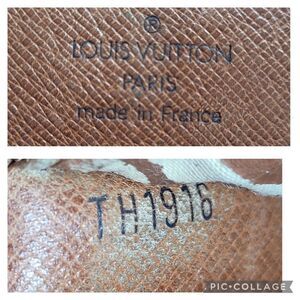 ®
LOUIS VUITTON
PARIS
made in France
TH1916
PIC•COLLAGE